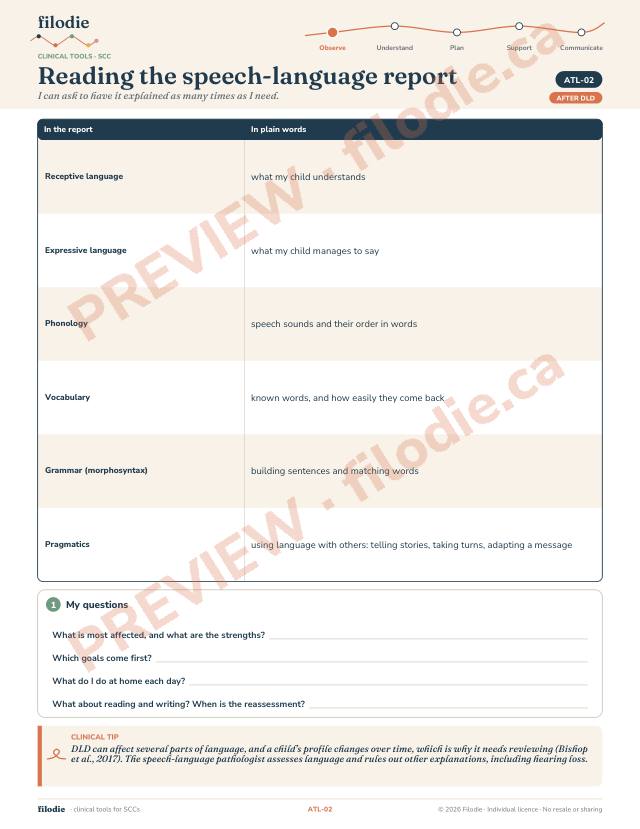 filodie
CLINICAL TOOLS · SCC
Observe Understand Plan Support Communicate
Reading the speech-language report
I can ask to have it explained as many times as I need.
ATL-02
AFTER DLD
In the report In plain words
Receptive language what my child understands
Expressive language what my child manages to say
Phonology speech sounds and their order in words
Vocabulary known words, and how easily they come back
Grammar (morphosyntax) building sentences and matching words
Pragmatics using language with others: telling stories, taking turns, adapting a message
PREVIEW · filodie.ca
PREVIEW · filodie.ca
1 My questions
What is most affected, and what are the strengths?
Which goals come first?
What do I do at home each day?
What about reading and writing? When is the reassessment?
CLINICAL TIP
DLD can affect several parts of language, and a child's profile changes over time, which is why it needs reviewing (Bishop
et al., 2017). The speech-language pathologist assesses language and rules out other explanations, including hearing loss.
filodie · clinical tools for SCCs ATL-02 © 2026 Filodie · Individual licence · No resale or sharing